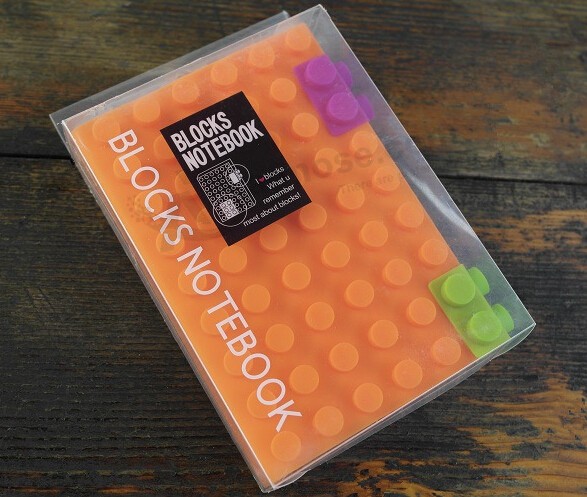 BLOCKS
NOTEBOOK
I ♥ blocks
What u
remember
most about blocks!
BLOCKS NOTEBOOK